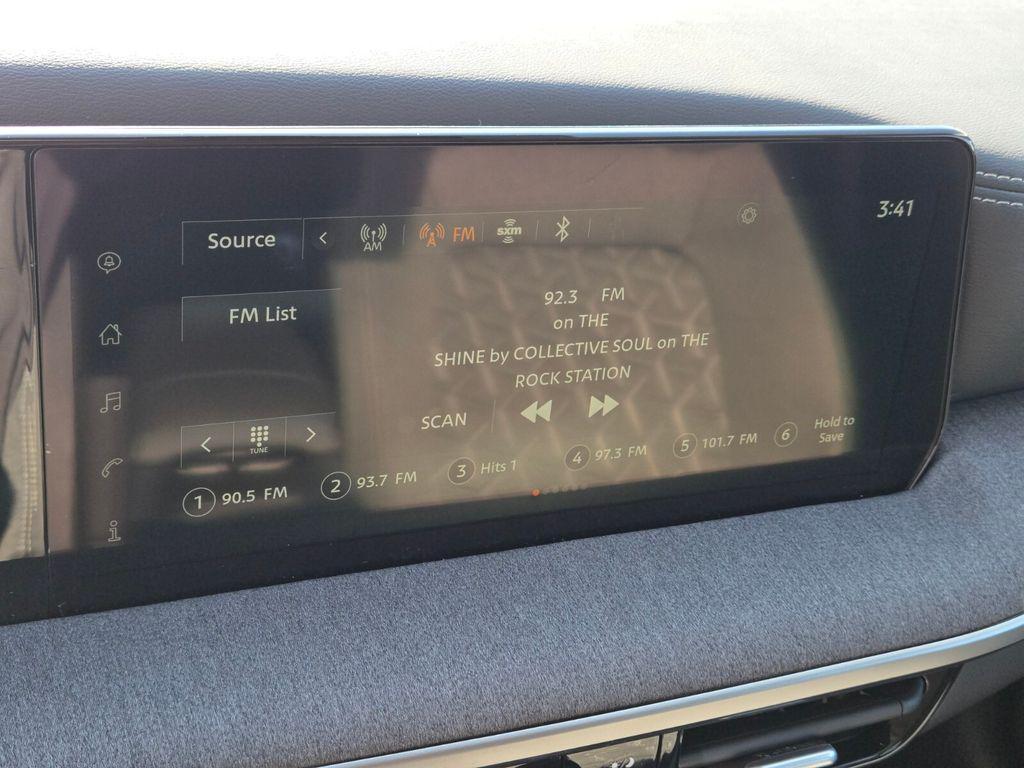 3:41
Source
AM
FM
sxm
FM List
92.3 FM
on THE
SHINE by COLLECTIVE SOUL on THE
ROCK STATION
SCAN
TUNE
1 90.5 FM
2 93.7 FM
3 Hits 1
4 97.3 FM
5 101.7 FM
6 Hold to
Save